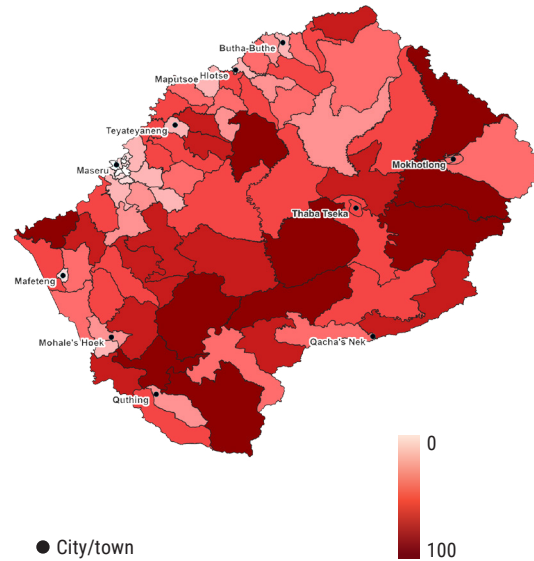 Butha-Buthe
Maputsoe Hlotse
Teyateyaneng
Mokhotlong
Maseru
Thaba Tseka
Mafeteng
Mohale's Hoek
Qacha's Nek
Quthing
0
100
City/town